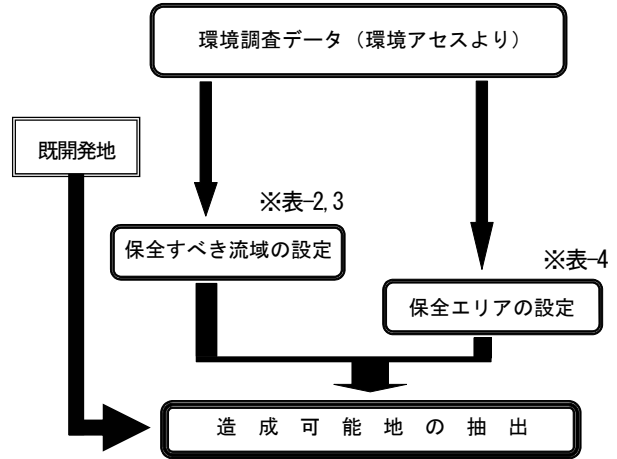 環境調査データ（環境アセスより）
既開発地
※表-2,3
保全すべき流域の設定
※表-4
保全エリアの設定
造成可能地の抽出